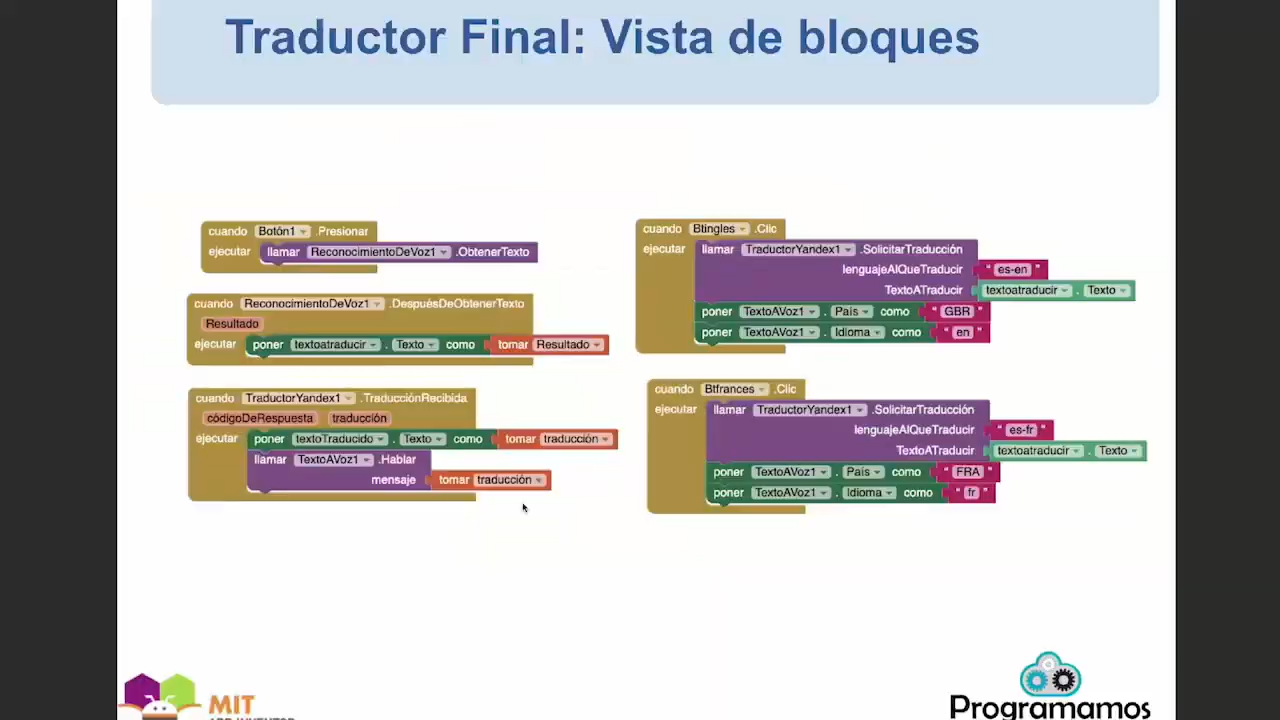 Traductor Final: Vista de bloques
cuando Botón1 .Presionar
ejecutar llamar ReconocimientoDeVoz1 .ObtenerTexto
cuando ReconocimientoDeVoz1 .DespuésDeObtenerTexto
Resultado
ejecutar poner textoatraducir . Texto como tomar Resultado
cuando TraductorYandex1 .TraducciónRecibida
códigoDeRespuesta traducción
ejecutar poner textoTraducido . Texto como tomar traducción
llamar TextoAVoz1 .Hablar
mensaje tomar traducción
cuando Btingles .Clic
ejecutar llamar TraductorYandex1 .SolicitarTraducción
lenguajeAlQueTraducir " es-en "
TextoATraducir textoatraducir . Texto
poner TextoAVoz1 . País como " GBR "
poner TextoAVoz1 . Idioma como " en "
cuando Btfrances .Clic
ejecutar llamar TraductorYandex1 .SolicitarTraducción
lenguajeAlQueTraducir " es-fr "
TextoATraducir textoatraducir . Texto
poner TextoAVoz1 . País como " FRA "
poner TextoAVoz1 . Idioma como " fr "
MIT
APP INVENTOR
Programamos